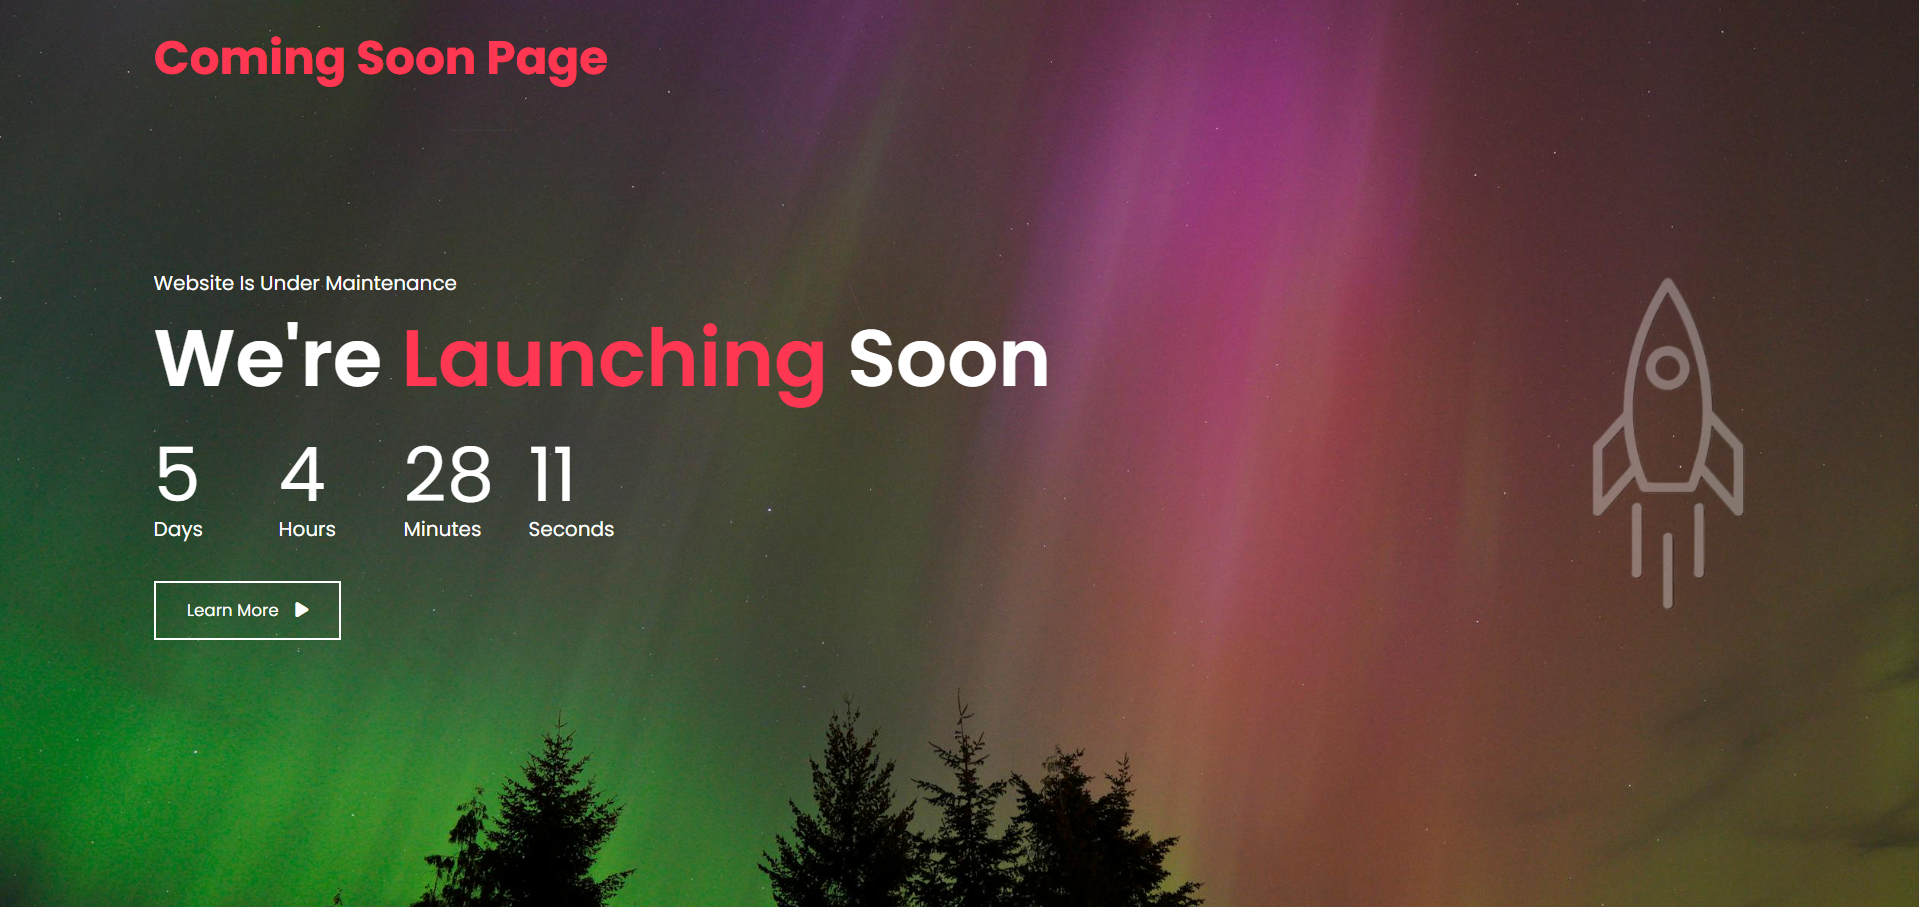 Coming Soon Page
Website Is Under Maintenance
We're Launching Soon
5 4 28 11
Days Hours Minutes Seconds
Learn More